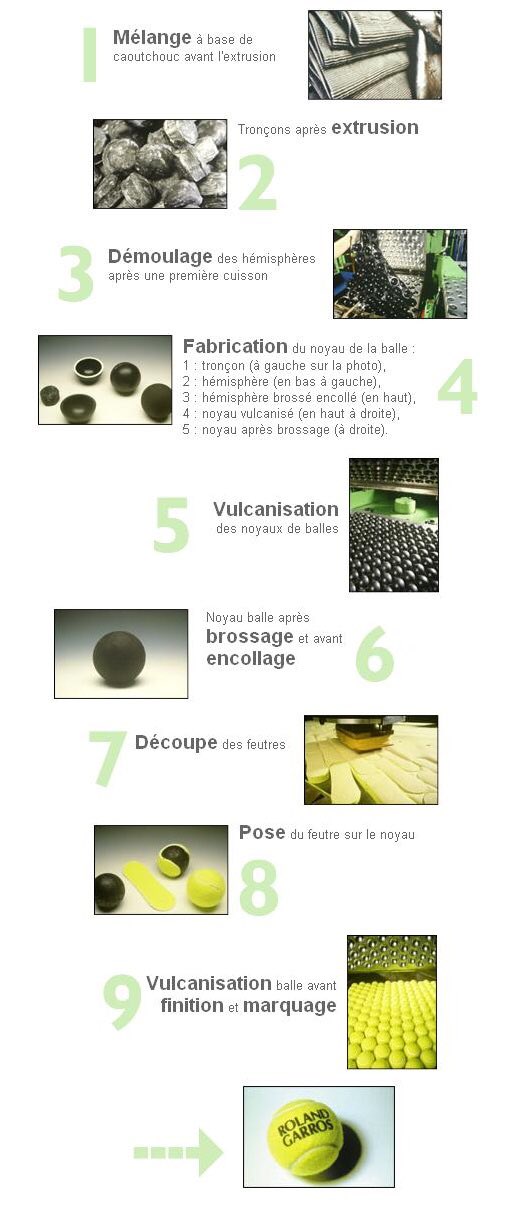 1
Mélange à base de
caoutchouc avant l'extrusion
Tronçons après extrusion
2
3
Démoulage des hémisphères
après une première cuisson
Fabrication du noyau de la balle :
1 : tronçon (à gauche sur la photo),
2 : hémisphère (en bas à gauche),
3 : hémisphère brossé encollé (en haut),
4 : noyau vulcanisé (en haut à droite),
5 : noyau après brossage (à droite).
4
5
Vulcanisation
des noyaux de balles
Noyau balle après
brossage et avant
encollage
6
7
Découpe des feutres
Pose du feutre sur le noyau
8
9
Vulcanisation balle avant
finition et marquage
ROLAND
GARROS